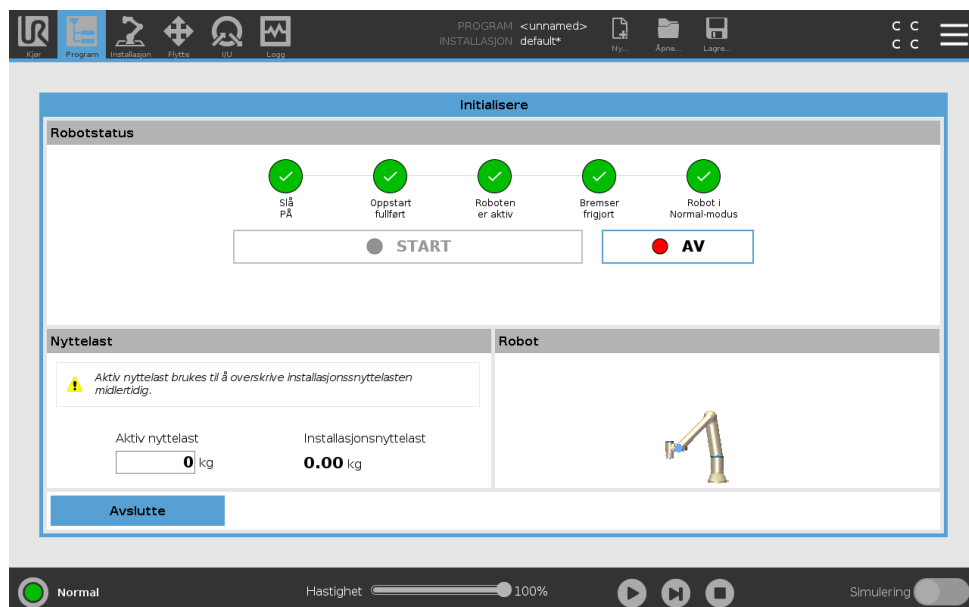 PROGRAM <unnamed>
INSTALLASJON default*
UR
Kjør Program Installasjon Flytte I/U Logg Ny... Åpne... Lagre...
C C
C C
Initialisere
Robotstatus
Slå PÅ
Oppstart fullført
Roboten er aktiv
Bremser frigjort
Robot i Normal-modus
START AV
Nyttelast
Robot
Aktiv nyttelast brukes til å overskrive installasjonssnyttelasten
midlertidig.
Aktiv nyttelast Installasjonsnyttelast
0 kg 0.00 kg
Avslutte
Normal Hastighet 100% Simulering